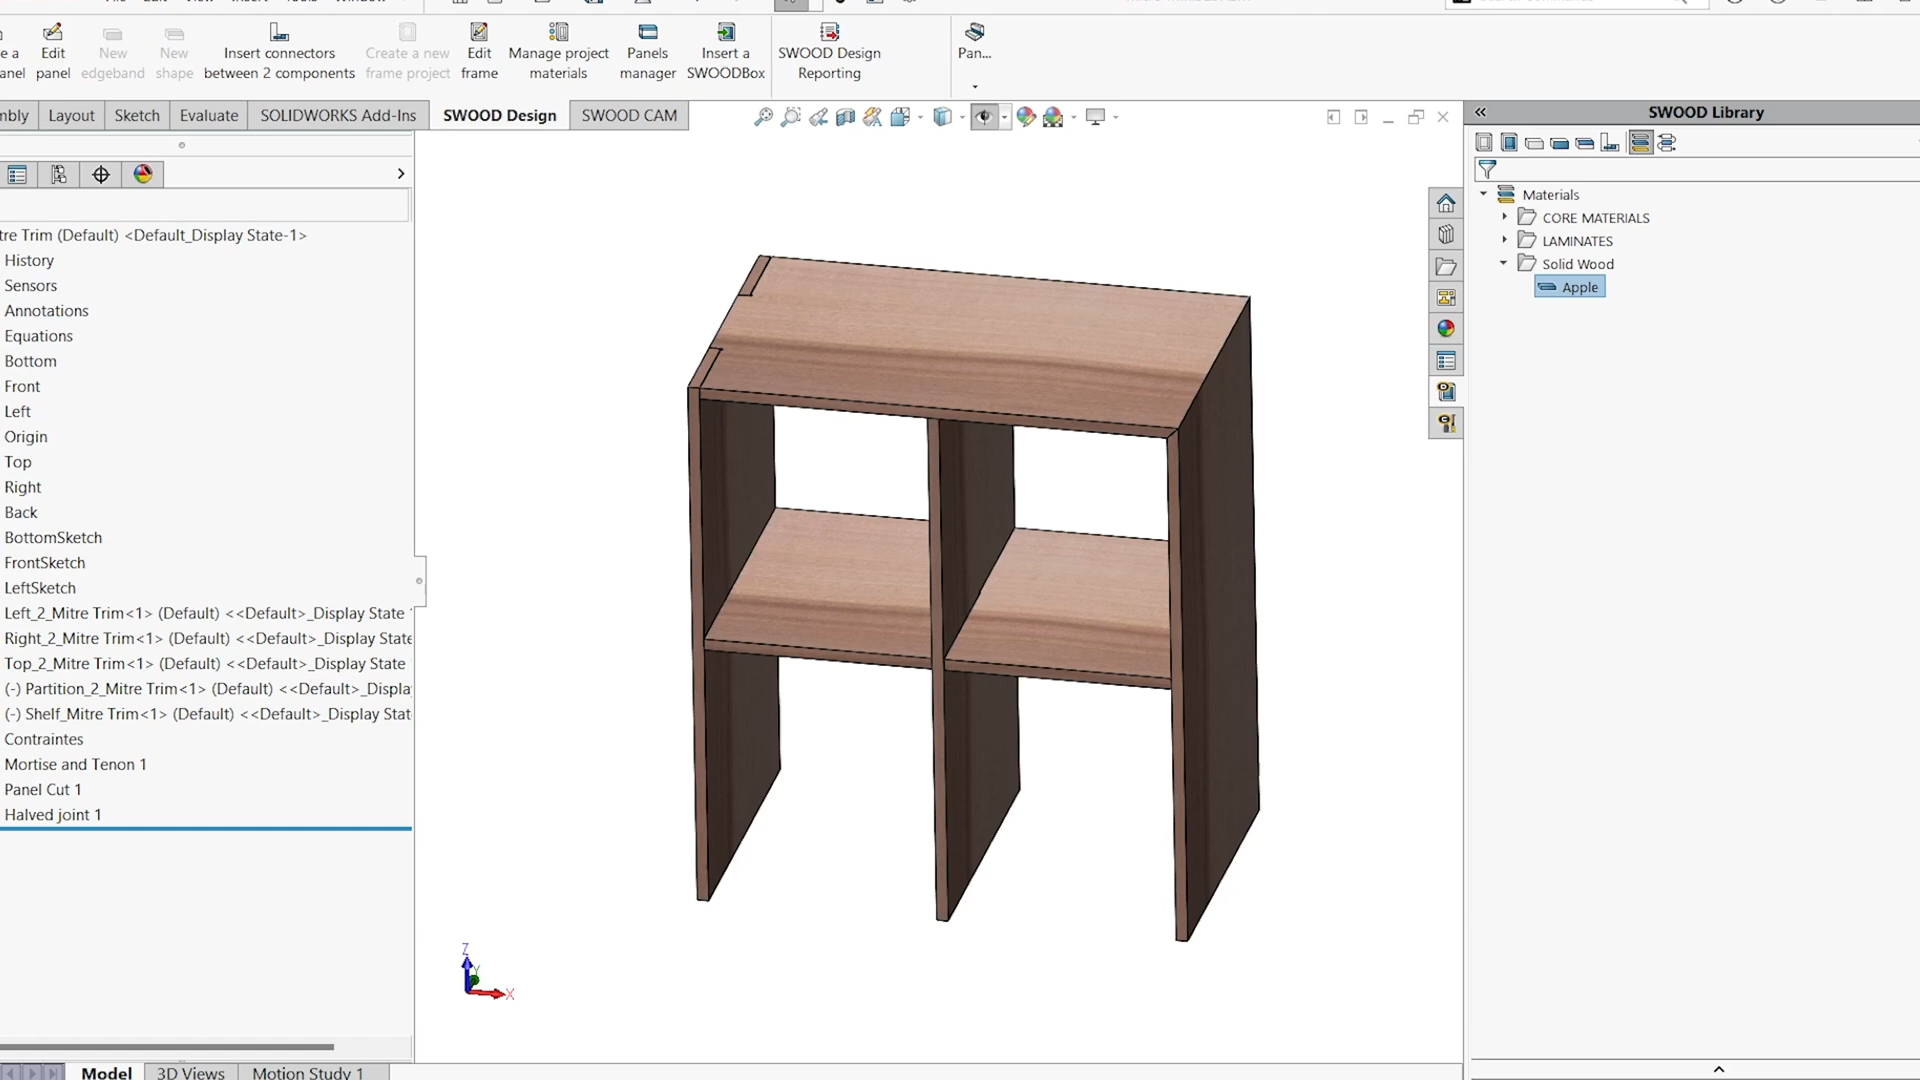 Edit
panel
New
edgeband
New
shape
Insert connectors
between 2 components
Create a new
frame project
Edit
frame
Manage project
materials
Panels
manager
Insert a
SWOODBox
SWOOD Design
Reporting
Pan...
Layout
Sketch
Evaluate
SOLIDWORKS Add-Ins
SWOOD Design
SWOOD CAM
SWOOD Library
Materials
CORE MATERIALS
LAMINATES
Solid Wood
Apple
tre Trim (Default) <Default_Display State-1>
History
Sensors
Annotations
Equations
Bottom
Front
Left
Origin
Top
Right
Back
BottomSketch
FrontSketch
LeftSketch
Left_2_Mitre Trim<1> (Default) <<Default>_Display State
Right_2_Mitre Trim<1> (Default) <<Default>_Display State
Top_2_Mitre Trim<1> (Default) <<Default>_Display State
(-) Partition_2_Mitre Trim<1> (Default) <<Default>_Displa
(-) Shelf_Mitre Trim<1> (Default) <<Default>_Display Stat
Contraintes
Mortise and Tenon 1
Panel Cut 1
Halved joint 1
Z
Y
X
Model
3D Views
Motion Study 1